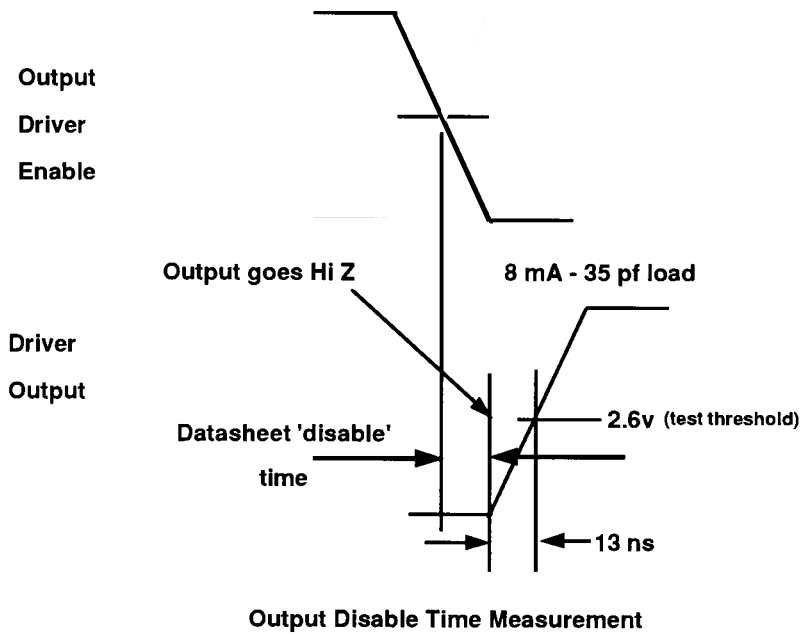 Output
Driver
Enable
Output goes Hi Z
8 mA - 35 pf load
Driver
Output
2.6v (test threshold)
Datasheet 'disable'
time
13 ns
Output Disable Time Measurement